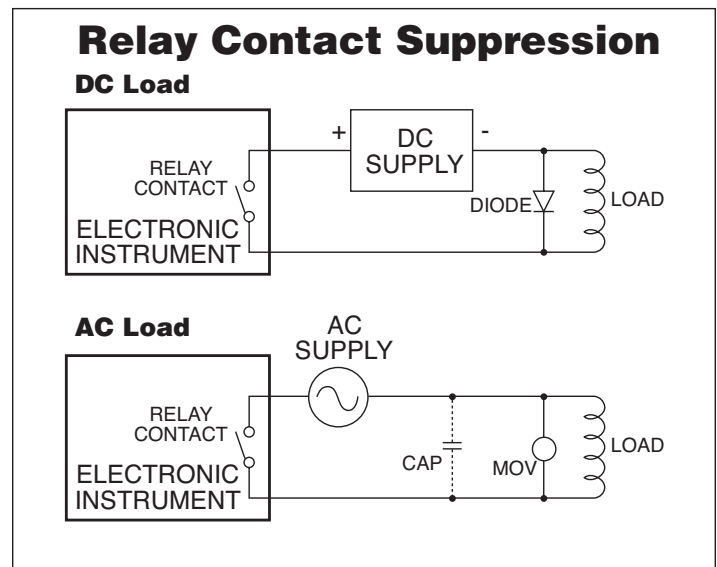 Relay Contact Suppression
DC Load
+
DC
-
SUPPLY
RELAY
CONTACT
DIODE
LOAD
ELECTRONIC
INSTRUMENT
AC Load
AC
SUPPLY
RELAY
CONTACT
CAP
MOV
LOAD
ELECTRONIC
INSTRUMENT